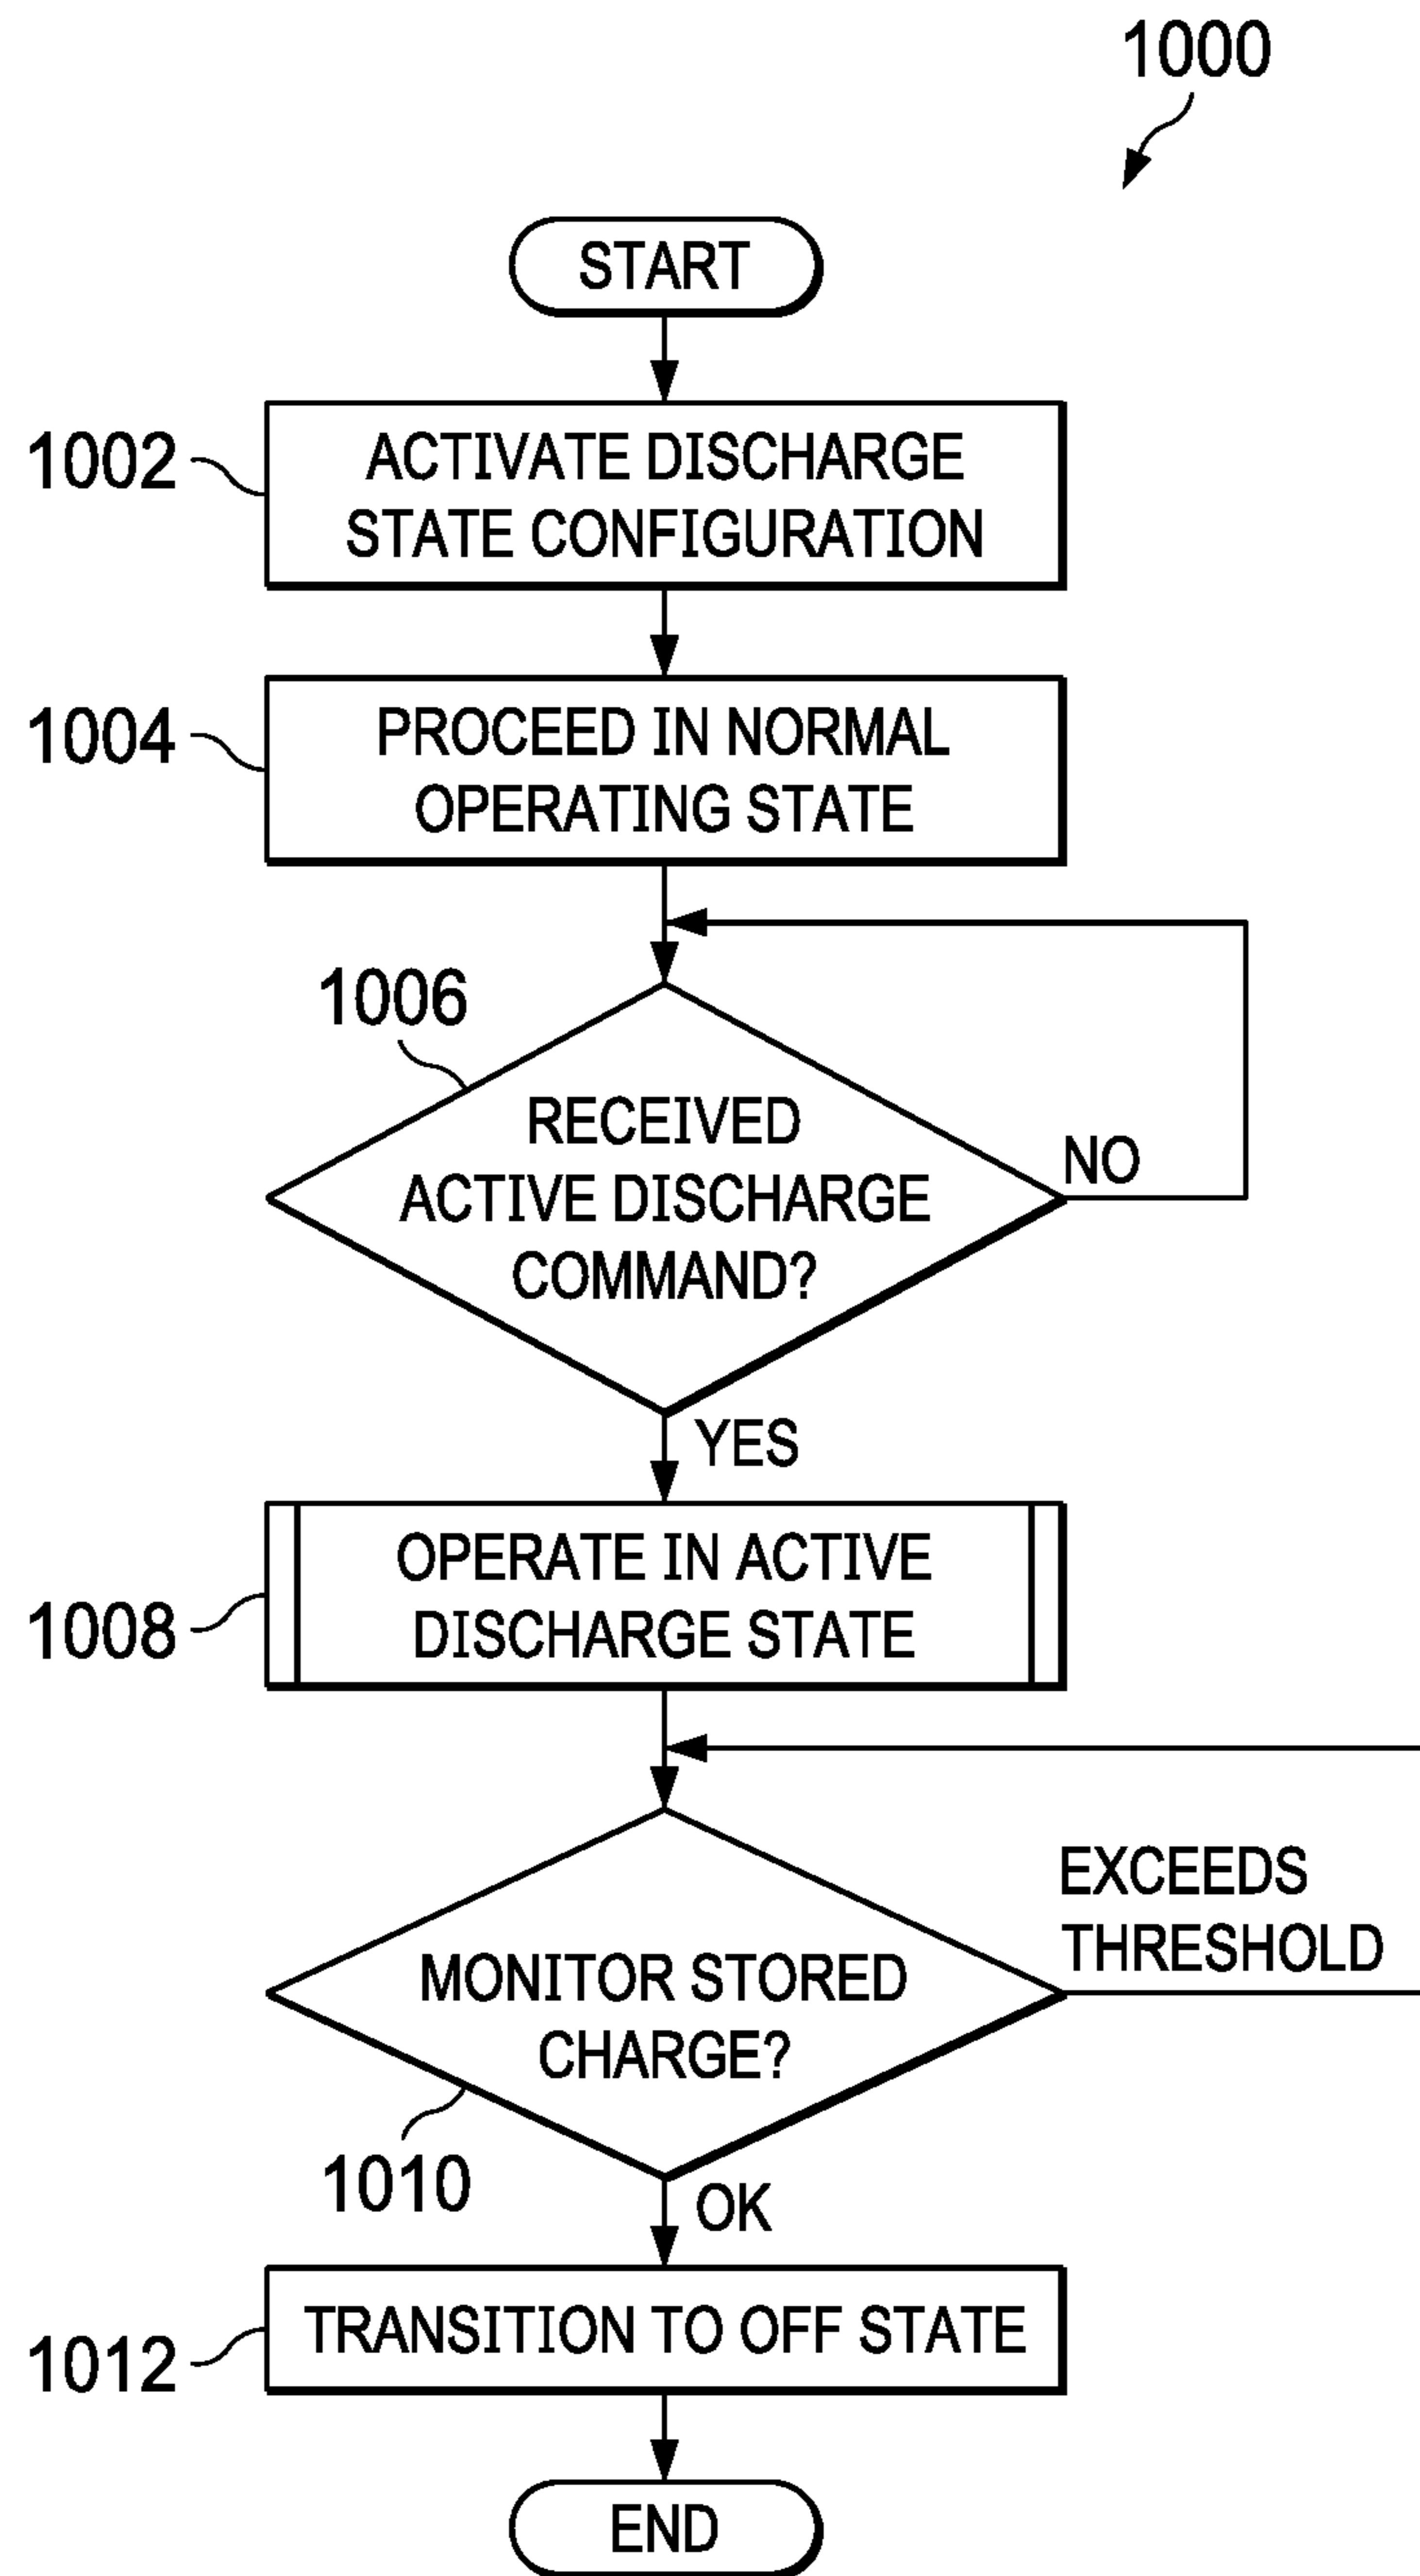 1000
START
1002
ACTIVATE DISCHARGE
STATE CONFIGURATION
1004
PROCEED IN NORMAL
OPERATING STATE
1006
RECEIVED
ACTIVE DISCHARGE
COMMAND?
NO
YES
1008
OPERATE IN ACTIVE
DISCHARGE STATE
EXCEEDS
THRESHOLD
MONITOR STORED
CHARGE?
1010
OK
1012
TRANSITION TO OFF STATE
END